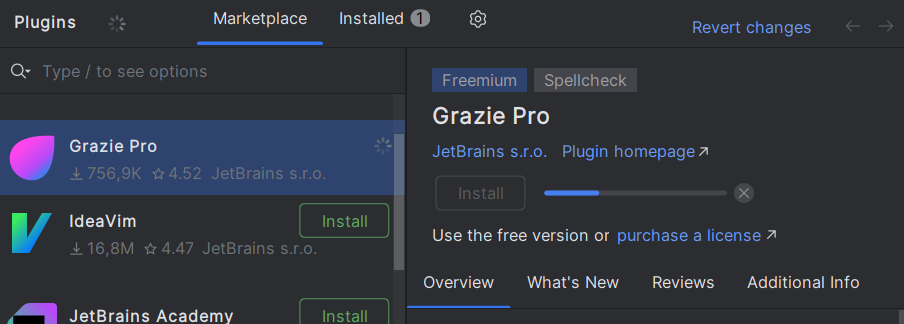 Plugins
Marketplace
Installed 1
Revert changes
Type / to see options
Grazie Pro
756,9K 4.52 JetBrains s.r.o.
IdeaVim
16,8M 4.47 JetBrains s.r.o.
Install
JetBrains Academy
Install
Freemium Spellcheck
Grazie Pro
JetBrains s.r.o. Plugin homepage
Install
Use the free version or purchase a license
Overview What's New Reviews Additional Info